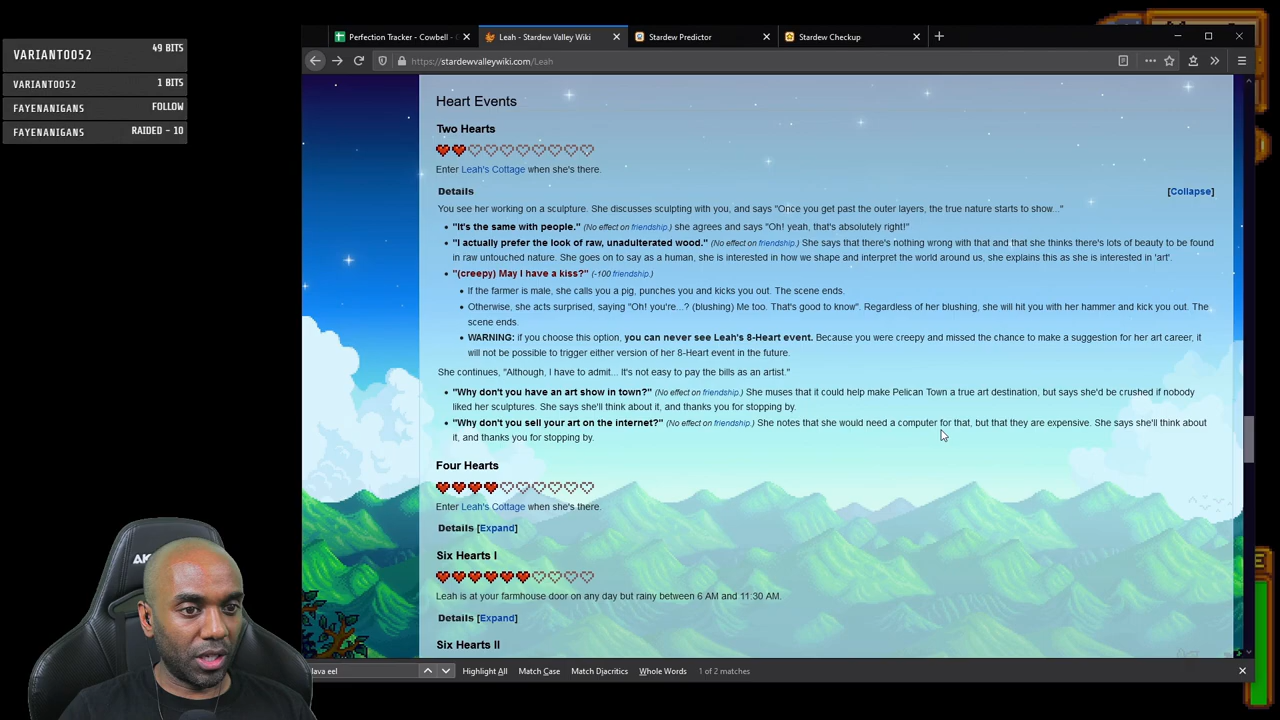 VARIANT0052 49 BITS
VARIANT0052 1 BITS
FAYENANIGANS FOLLOW
FAYENANIGANS RAIDED - 10
Perfection Tracker - Cowbell -
Leah - Stardew Valley Wiki
Stardew Predictor
Stardew Checkup
https://stardewvalleywiki.com/Leah
Heart Events
Two Hearts
Enter Leah's Cottage when she's there.
Details [Collapse]
You see her working on a sculpture. She discusses sculpting with you, and says "Once you get past the outer layers, the true nature starts to show..."
• "It's the same with people." (No effect on friendship.) she agrees and says "Oh! yeah, that's absolutely right!"
• "I actually prefer the look of raw, unadulterated wood." (No effect on friendship.) She says that there's nothing wrong with that and that she thinks there's lots of beauty to be found
in raw untouched nature. She goes on to say as a human, she is interested in how we shape and interpret the world around us, she explains this as she is interested in 'art'.
• "(creepy) May I have a kiss?" (-100 friendship.)
• If the farmer is male, she calls you a pig, punches you and kicks you out. The scene ends.
• Otherwise, she acts surprised, saying "Oh! you're...? (blushing) Me too. That's good to know". Regardless of her blushing, she will hit you with her hammer and kick you out. The
scene ends.
• WARNING: if you choose this option, you can never see Leah's 8-Heart event. Because you were creepy and missed the chance to make a suggestion for her art career, it
will not be possible to trigger either version of her 8-Heart event in the future.
She continues, "Although, I have to admit... It's not easy to pay the bills as an artist."
• "Why don't you have an art show in town?" (No effect on friendship.) She muses that it could help make Pelican Town a true art destination, but says she'd be crushed if nobody
liked her sculptures. She says she'll think about it, and thanks you for stopping by.
• "Why don't you sell your art on the internet?" (No effect on friendship.) She notes that she would need a computer for that, but that they are expensive. She says she'll think about
it, and thanks you for stopping by.
Four Hearts
Enter Leah's Cottage when she's there.
Details [Expand]
Six Hearts I
Leah is at your farmhouse door on any day but rainy between 6 AM and 11:30 AM.
Details [Expand]
Six Hearts II
lava eel Highlight All Match Case Match Diacritics Whole Words 1 of 2 matches